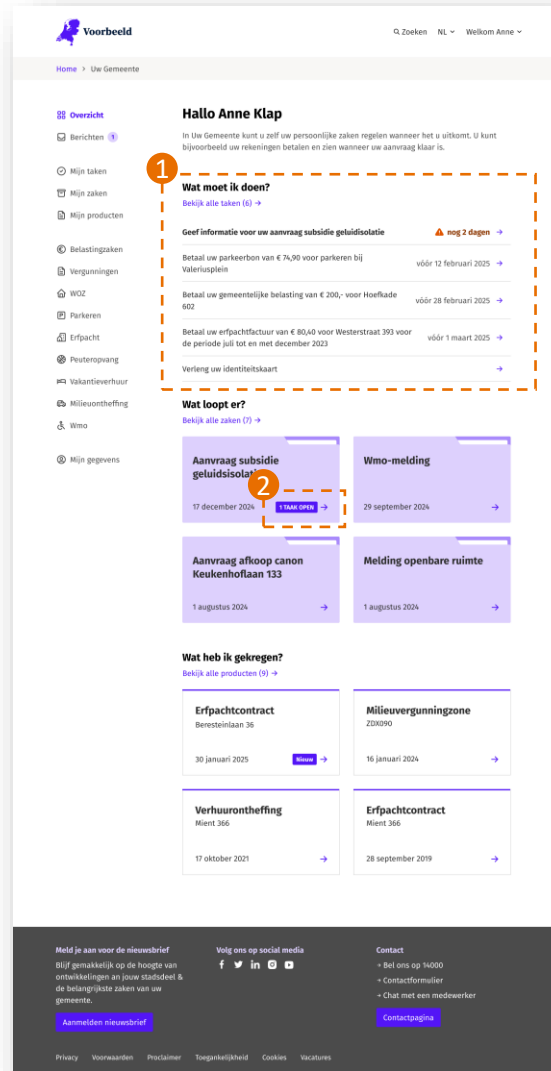 Voorbeeld
Zoeken NL Welkom Anne
Home > Uw Gemeente
Overzicht
Berichten 1
Mijn taken
Mijn zaken
Mijn producten
Belastingzaken
Vergunningen
WOZ
Parkeren
Erfpacht
Peuteropvang
Vakantieverhuur
Milieuontheffing
Wmo
Mijn gegevens
Hallo Anne Klap
In Uw Gemeente kunt u zelf uw persoonlijke zaken regelen wanneer het u uitkomt. U kunt
bijvoorbeeld uw rekeningen betalen en zien wanneer uw aanvraag klaar is.
1
Wat moet ik doen?
Bekijk alle taken (6) →
Geef informatie voor uw aanvraag subsidie geluidisolatie nog 2 dagen →
Betaal uw parkeerbon van € 74,90 voor parkeren bij
Valeriusplein
vóór 12 februari 2025 →
Betaal uw gemeentelijke belasting van € 200,- voor Hoefkade
602
vóór 28 februari 2025 →
Betaal uw erfpachtfactuur van € 80,40 voor Westerstraat 393 voor
de periode juli tot en met december 2023
vóór 1 maart 2025 →
Verleng uw identiteitskaart →
Wat loopt er?
Bekijk alle zaken (7) →
Aanvraag subsidie
17 december 2024
2
1 TAAK OPEN →
Wmo-melding
29 september 2024 →
Aanvraag afkoop canon
Keukenhoflaan 133
1 augustus 2024 →
Melding openbare ruimte
1 augustus 2024 →
Wat heb ik gekregen?
Bekijk alle producten (9) →
Erfpachtcontract
Beresteinlaan 36
30 januari 2025 Nieuw →
Milieuvergunningzone
ZDX090
16 januari 2024 →
Verhuurontheffing
Mient 366
17 oktober 2021 →
Erfpachtcontract
Mient 366
28 september 2019 →
Meld je aan voor de nieuwsbrief
Blijf gemakkelijk op de hoogte van
ontwikkelingen an jouw stadsdeel &
de belangrijkste zaken van uw
gemeente.
Aanmelden nieuwsbrief
Volg ons op social media
Contact
→ Bel ons op 14000
→ Contactformulier
→ Chat met een medewerker
Contactpagina
Privacy Voorwaarden Proclaimer Toegankelijkheid Cookies Vacatures